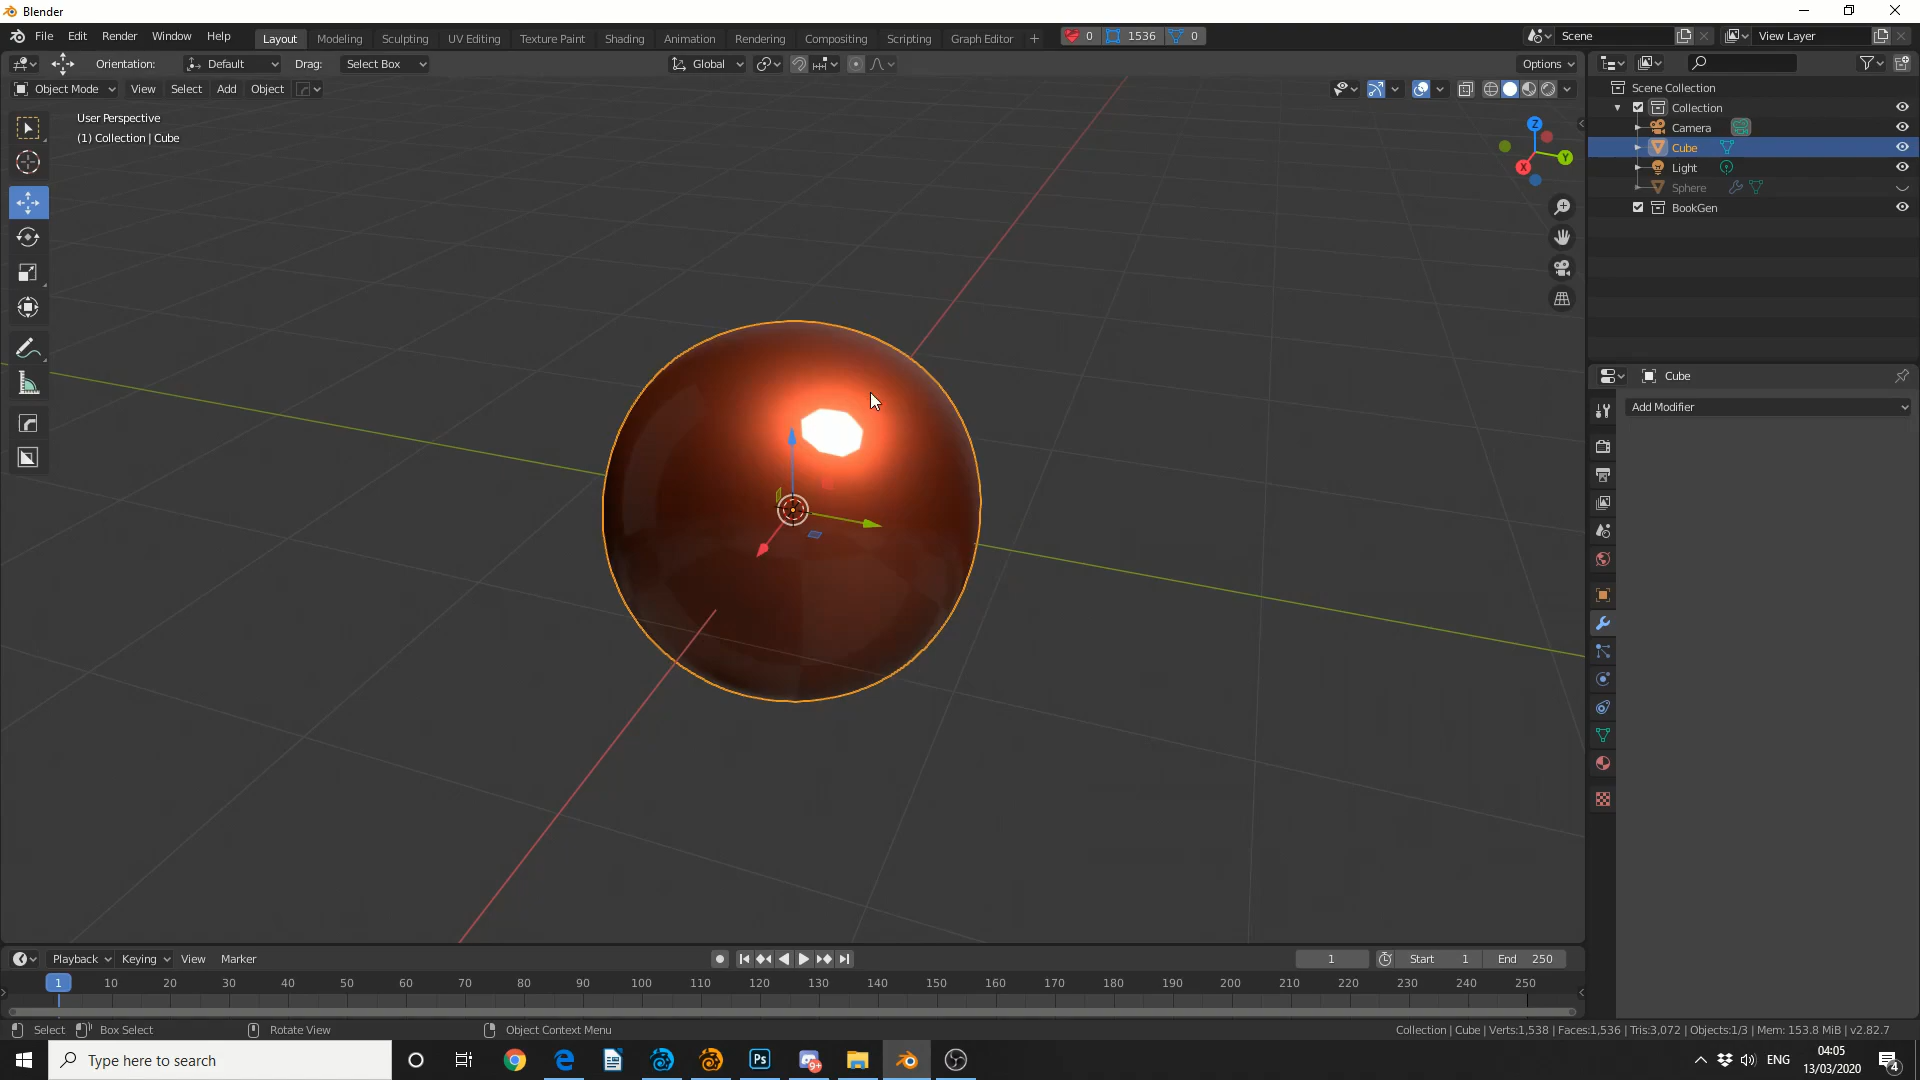 Blender
File Edit Render Window Help Layout Modeling Sculpting UV Editing Texture Paint Shading Animation Rendering Compositing Scripting Graph Editor + 0 1536 0 Scene View Layer
Orientation: Default Drag: Select Box Global Options
Object Mode View Select Add Object
User Perspective
(1) Collection | Cube
Z
Y
X
Scene Collection
Collection
Camera
Cube
Light
Sphere
BookGen
Cube
Add Modifier
Playback Keying View Marker 1 Start 1 End 250
1 10 20 30 40 50 60 70 80 90 100 110 120 130 140 150 160 170 180 190 200 210 220 230 240 250
Select Box Select Rotate View Object Context Menu Collection | Cube | Verts:1,538 | Faces:1,536 | Tris:3,072 | Objects:1/3 | Mem: 153.8 MiB | v2.82.7
Type here to search Ps 9+ ENG 04:05
13/03/2020 4